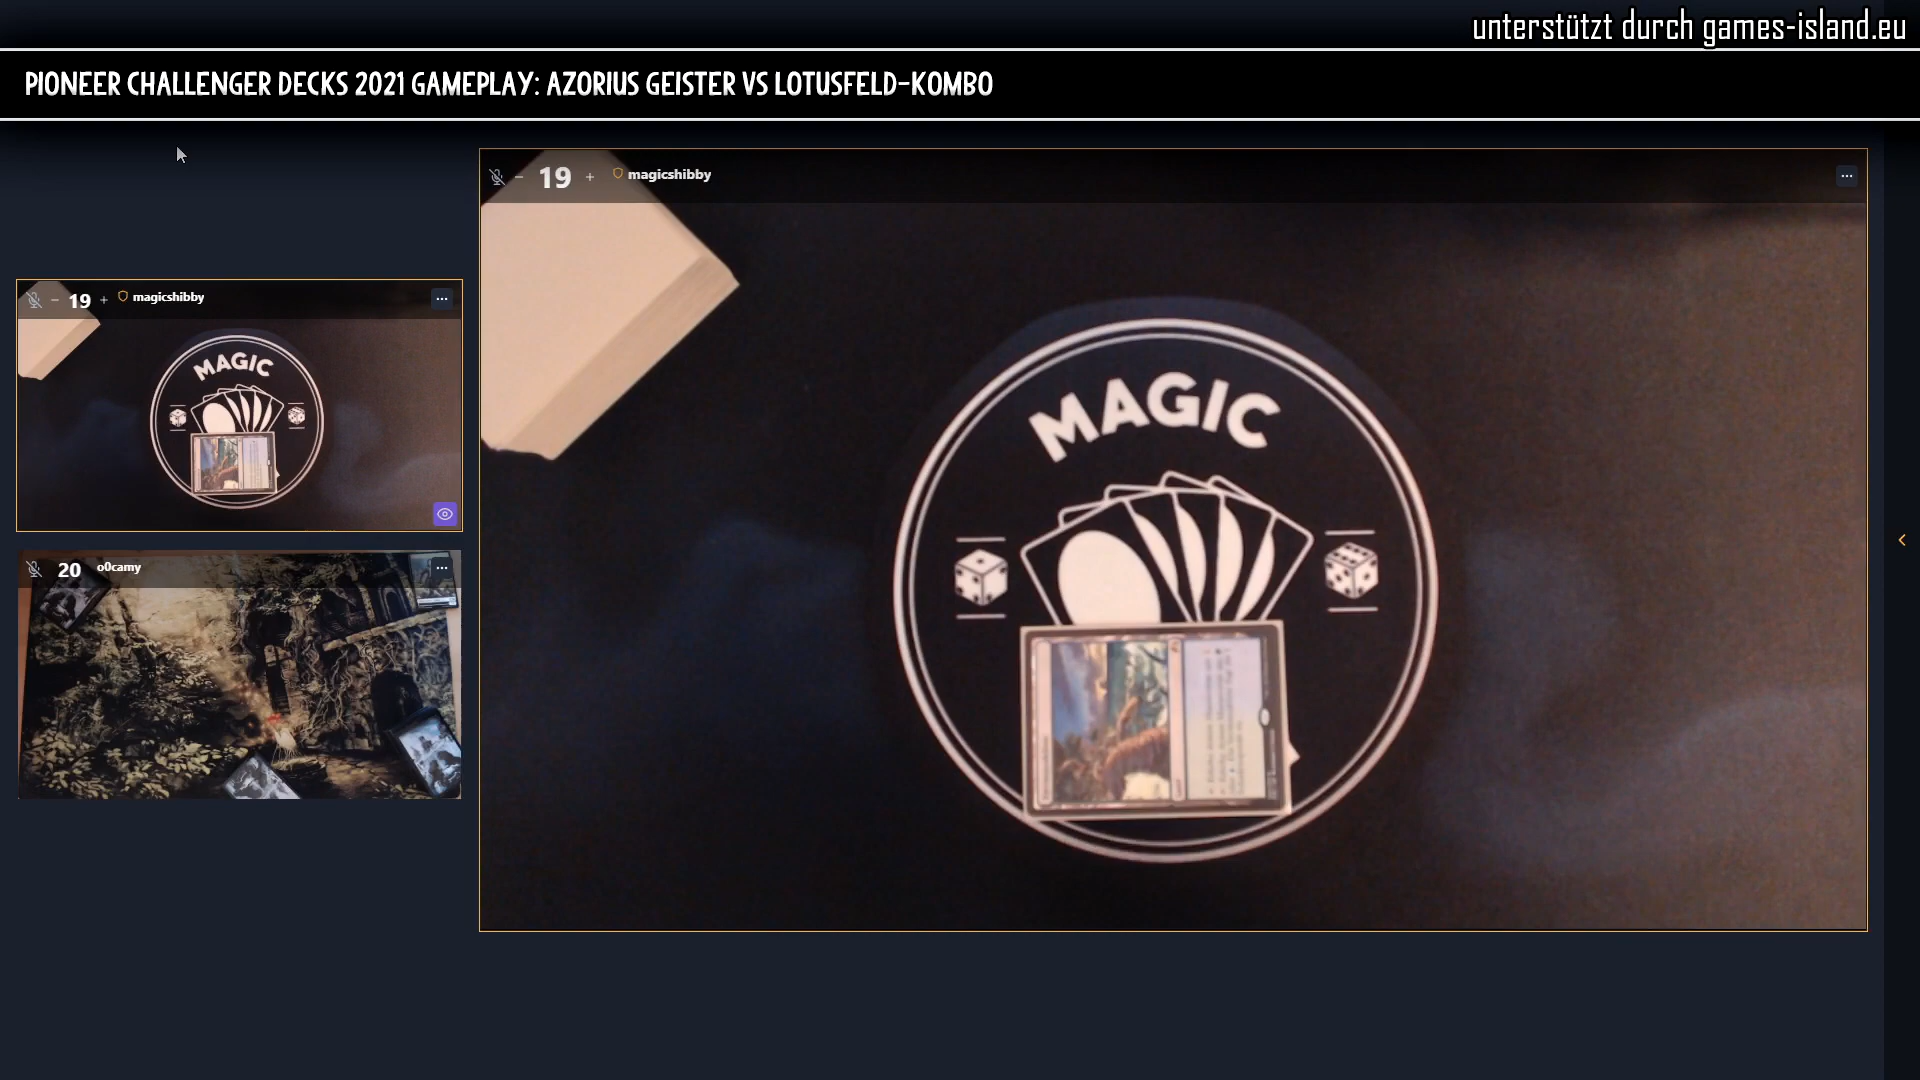 unterstützt durch games-island.eu
PIONEER CHALLENGER DECKS 2021 GAMEPLAY: AZORIUS GEISTER VS LOTUSFELD-KOMBO
19 magicshibby
MAGIC
19 magicshibby
MAGIC
20 o0camy